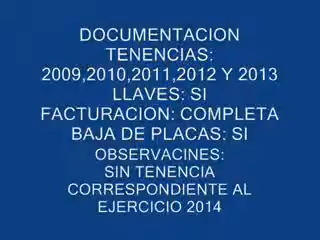 DOCUMENTACION
TENENCIAS:
2009,2010,2011,2012 Y 2013
LLAVES: SI
FACTURACION: COMPLETA
BAJA DE PLACAS: SI
OBSERVACINES:
SIN TENENCIA
CORRESPONDIENTE AL
EJERCICIO 2014